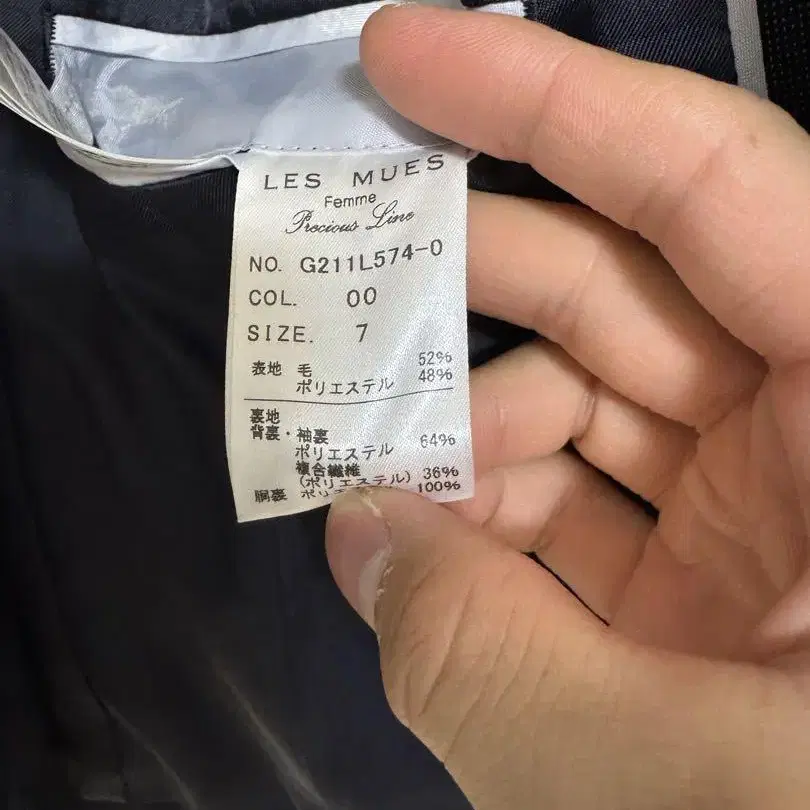 LES MUES
Femme
Precious Line
NO. G211L574-0
COL. 00
SIZE. 7
表地 毛 52%
ポリエステル 48%
裏地
背裏・袖裏
ポリエステル 64%
複合繊維 36%
(ポリエステル)
胴裏 100%